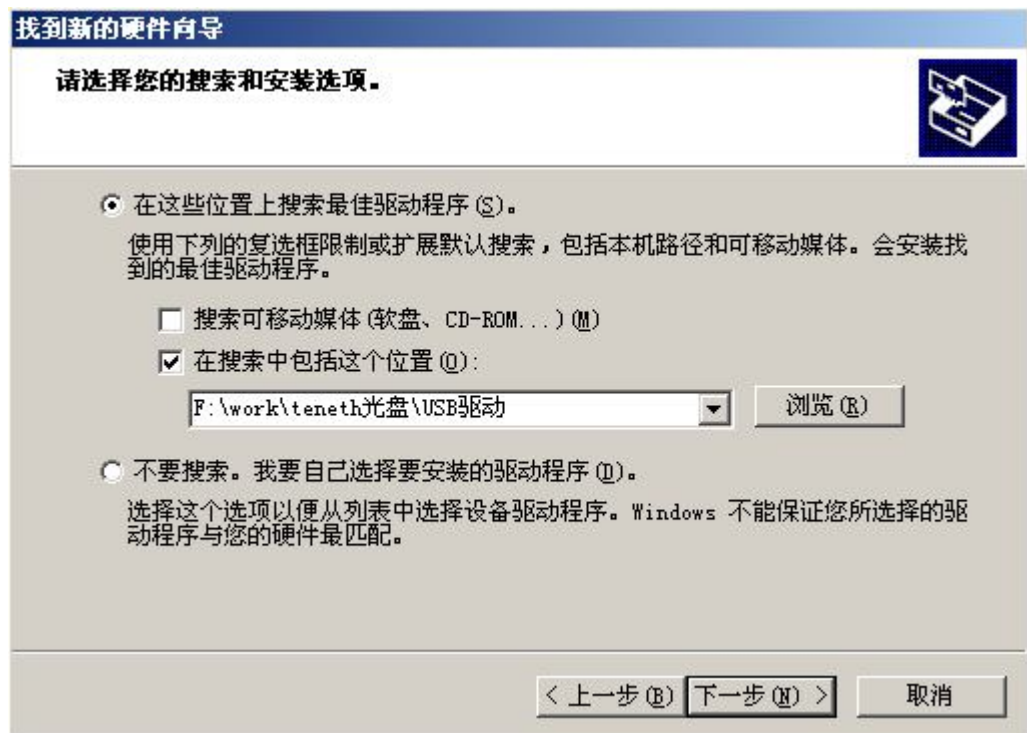 找到新的硬件向导
请选择您的搜索和安装选项。
在这些位置上搜索最佳驱动程序(S)。
使用下列的复选框限制或扩展默认搜索，包括本机路径和可移动媒体。会安装找
到的最佳驱动程序。
搜索可移动媒体(软盘、CD-ROM...)(M)
在搜索中包括这个位置(O):
F:\work\teneth光盘\USB驱动
浏览(R)
不要搜索。我要自己选择要安装的驱动程序(D)。
选择这个选项以便从列表中选择设备驱动程序。Windows 不能保证您所选择的驱
动程序与您的硬件最匹配。
< 上一步(B) 下一步(N) > 取消